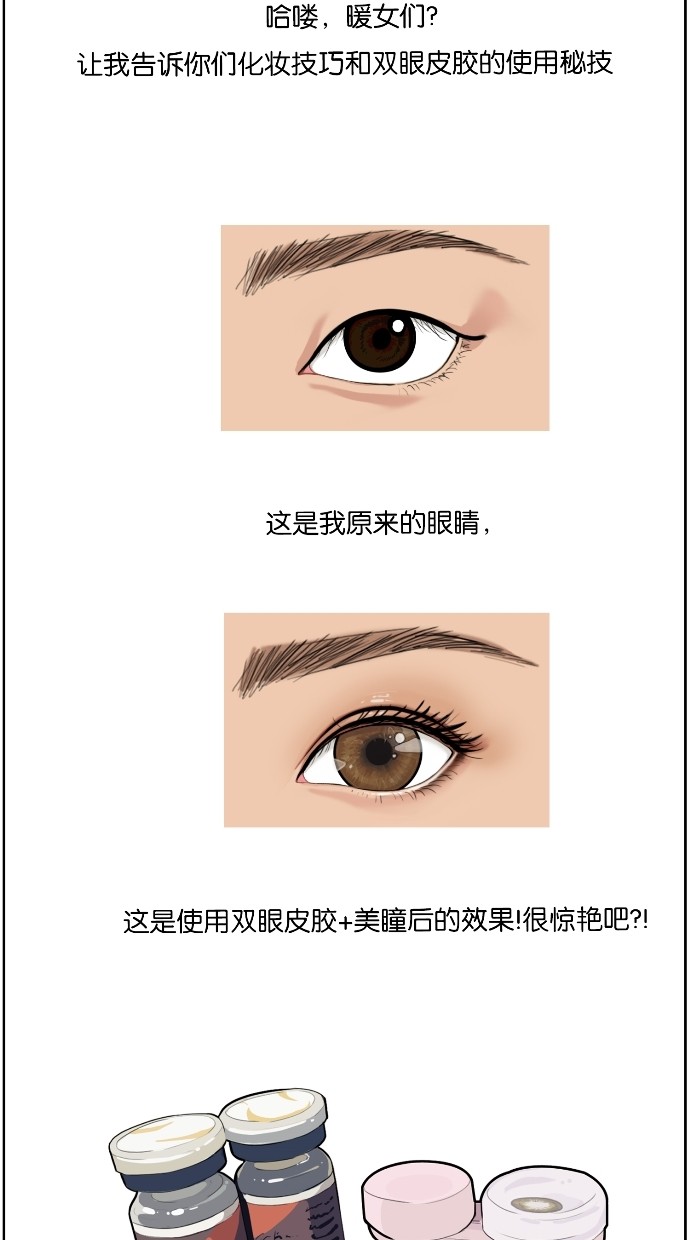 哈喽，暖女们?
让我告诉你们化妆技巧和双眼皮胶的使用秘技
这是我原来的眼睛，
这是使用双眼皮胶+美瞳后的效果!很惊艳吧?!